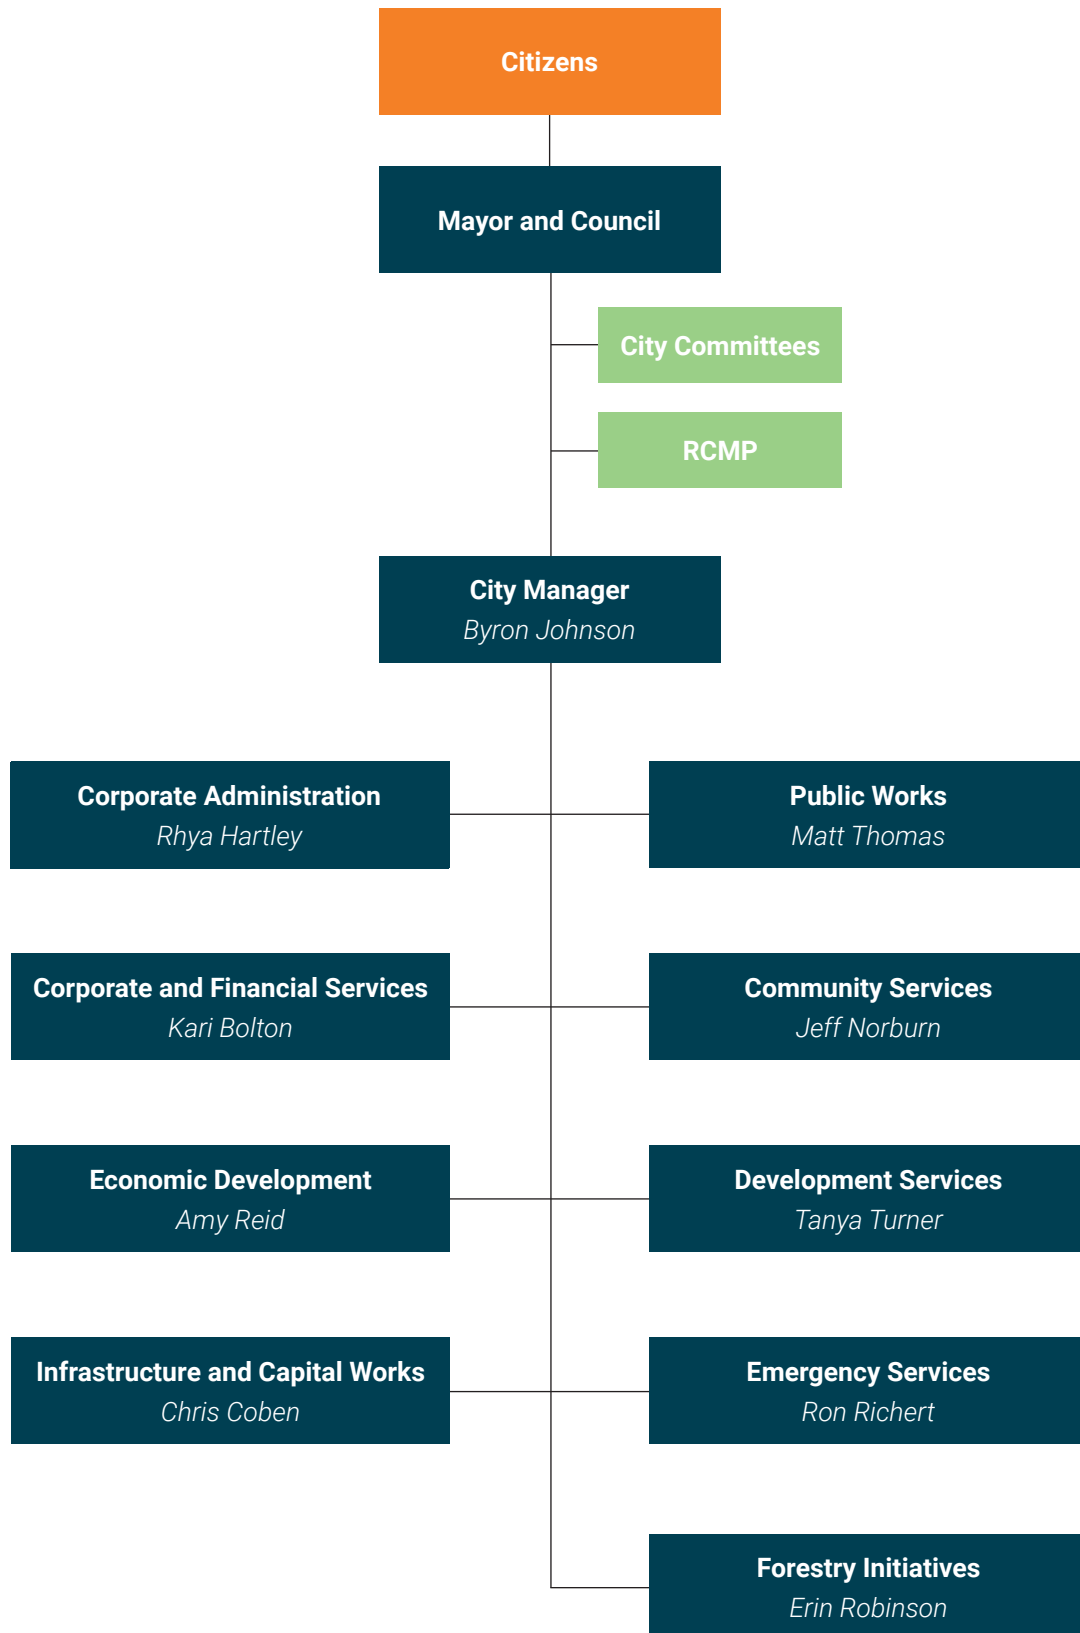 Citizens
Mayor and Council
City Committees
RCMP
City Manager
Byron Johnson
Corporate Administration
Rhya Hartley
Public Works
Matt Thomas
Corporate and Financial Services
Kari Bolton
Community Services
Jeff Norburn
Economic Development
Amy Reid
Development Services
Tanya Turner
Infrastructure and Capital Works
Chris Coben
Emergency Services
Ron Richert
Forestry Initiatives
Erin Robinson